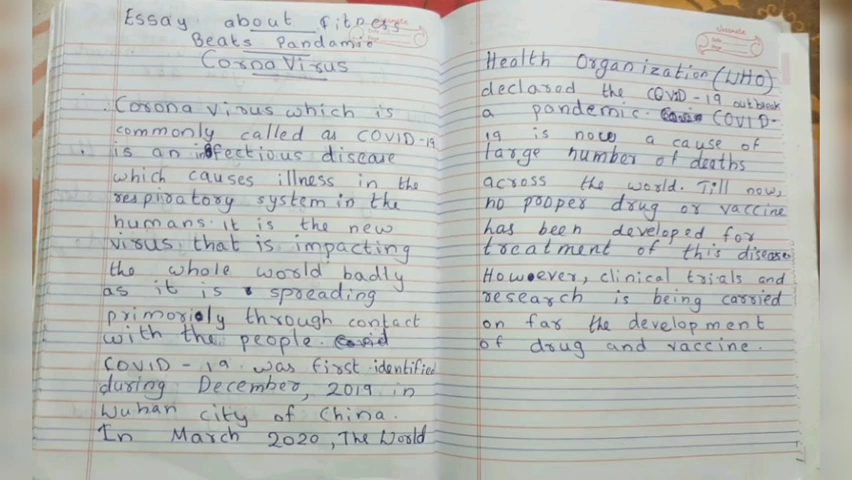 Essay about fitness
Beats Pandamic
Corona Virus
Corona virus which is
commonly called as COVID-19
is an infectious disease
which causes illness in the
respiratory system in the
humans. it is the new
virus that is impacting
the whole world badly
as it is spreading
primorioly through contact
with the people. Covid
COVID-19 was first identified
during December, 2019 in
Wuhan city of China.
In March 2020, The World
Health Organization (WHO)
declared the COVID-19 outbreak
a pandemic. COVID-
19 is now a cause of
large number of deaths
across the world. Till now,
no proper drug or vaccine
has been developed for
treatment of this disease.
However, clinical trials and
research is being carried
on for the development
of drug and vaccine.